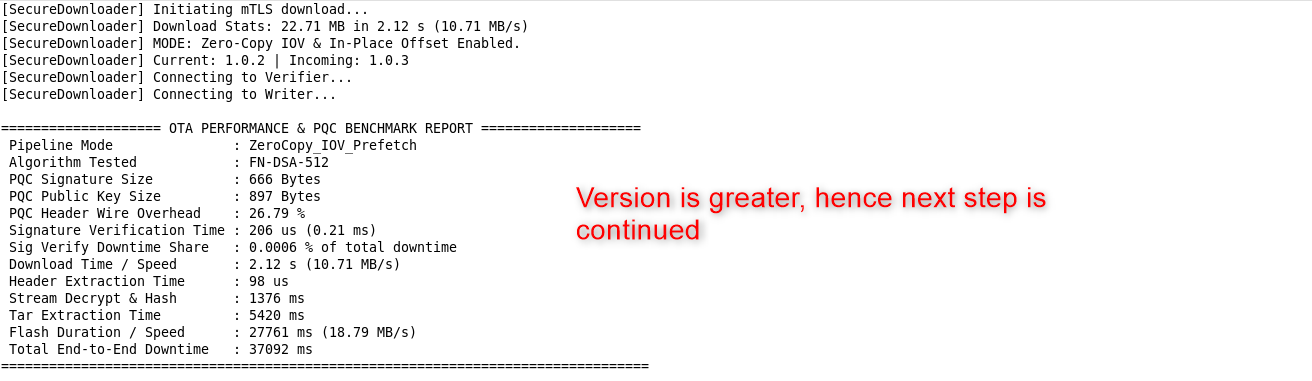 [SecureDownloader] Initiating mTLS download...
[SecureDownloader] Download Stats: 22.71 MB in 2.12 s (10.71 MB/s)
[SecureDownloader] MODE: Zero-Copy IOV & In-Place Offset Enabled.
[SecureDownloader] Current: 1.0.2 | Incoming: 1.0.3
[SecureDownloader] Connecting to Verifier...
[SecureDownloader] Connecting to Writer...
==================== OTA PERFORMANCE & PQC BENCHMARK REPORT ====================
Pipeline Mode : ZeroCopy_IOV_Prefetch
Algorithm Tested : FN-DSA-512
PQC Signature Size : 666 Bytes
PQC Public Key Size : 897 Bytes
PQC Header Wire Overhead : 26.79 %
Signature Verification Time : 206 us (0.21 ms)
Sig Verify Downtime Share : 0.0006 % of total downtime
Download Time / Speed : 2.12 s (10.71 MB/s)
Header Extraction Time : 98 us
Stream Decrypt & Hash : 1376 ms
Tar Extraction Time : 5420 ms
Flash Duration / Speed : 27761 ms (18.79 MB/s)
Total End-to-End Downtime : 37092 ms
=================================================================================
Version is greater, hence next step is
continued